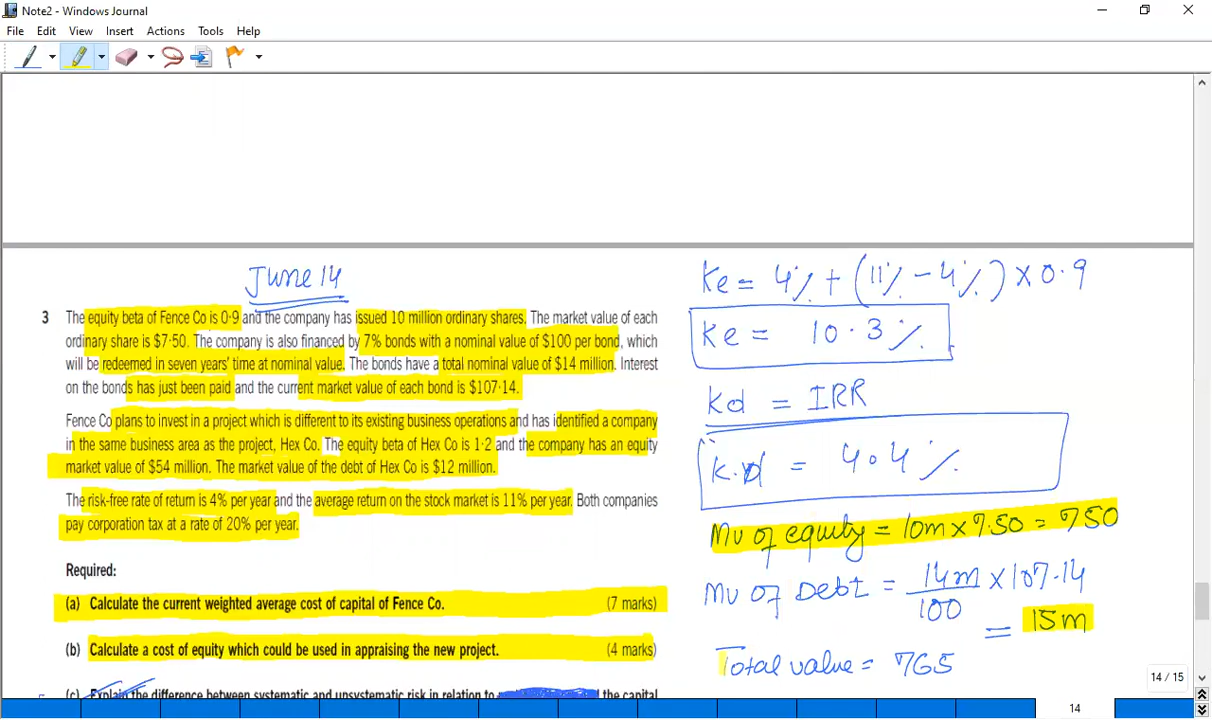 Note2 - Windows Journal
File Edit View Insert Actions Tools Help
June 14
3 The equity beta of Fence Co is 0·9 and the company has issued 10 million ordinary shares. The market value of each
ordinary share is $7·50. The company is also financed by 7% bonds with a nominal value of $100 per bond, which
will be redeemed in seven years' time at nominal value. The bonds have a total nominal value of $14 million. Interest
on the bonds has just been paid and the current market value of each bond is $107·14.
Fence Co plans to invest in a project which is different to its existing business operations and has identified a company
in the same business area as the project, Hex Co. The equity beta of Hex Co is 1·2 and the company has an equity
market value of $54 million. The market value of the debt of Hex Co is $12 million.
The risk-free rate of return is 4% per year and the average return on the stock market is 11% per year. Both companies
pay corporation tax at a rate of 20% per year.
Required:
(a) Calculate the current weighted average cost of capital of Fence Co. (7 marks)
(b) Calculate a cost of equity which could be used in appraising the new project. (4 marks)
(c) Explain the difference between systematic and unsystematic risk in relation to the capital
Ke = 4% + (11% - 4%) × 0.9
Ke = 10.3%
Kd = IRR
K.d = 4.4%
Mv of equity = 10m × 7.50 = 750
Mv of Debt = 14m/100 × 107.14
= 15m
Total value = 765
14 / 15
14